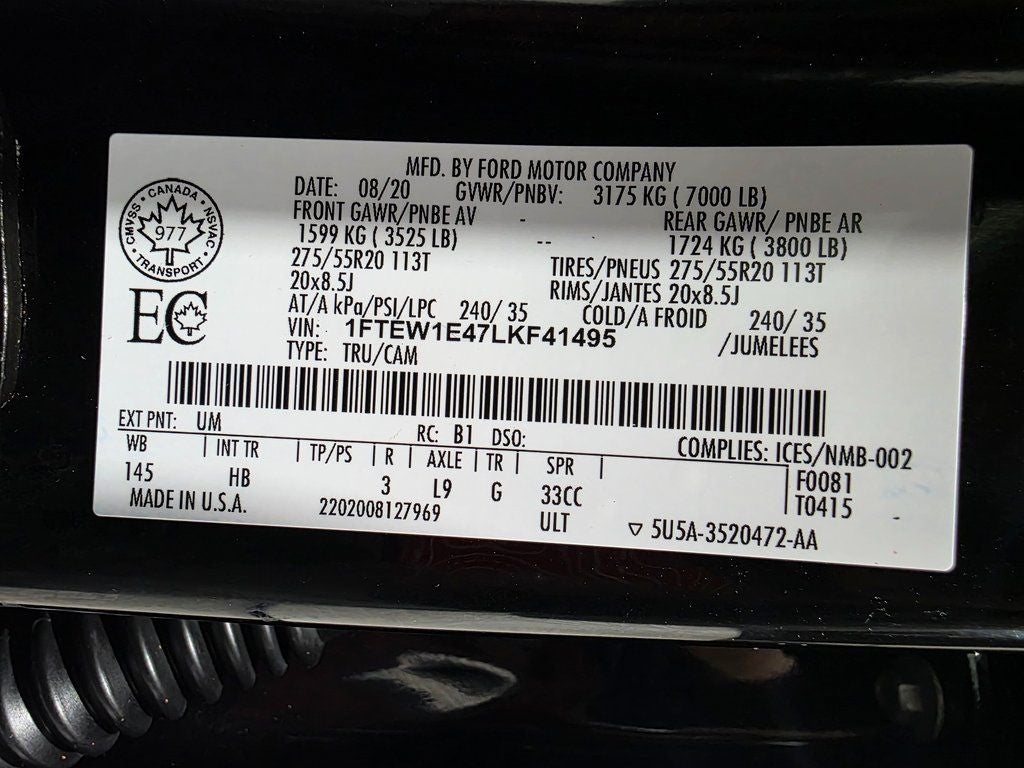 MFD. BY FORD MOTOR COMPANY
DATE: 08/20 GVWR/PNBV: 3175 KG ( 7000 LB)
FRONT GAWR/PNBE AV - REAR GAWR/ PNBE AR
1599 KG ( 3525 LB) -- 1724 KG ( 3800 LB)
275/55R20 113T TIRES/PNEUS 275/55R20 113T
20x8.5J RIMS/JANTES 20x8.5J
AT/A kPa/PSI/LPC 240/ 35 COLD/A FROID 240/ 35
VIN: 1FTEW1E47LKF41495 /JUMELEES
TYPE: TRU/CAM
CMVSS • CANADA • NSVAC • TRANSPORT •
977
EC
EXT PNT: UM RC: B1 DSO: COMPLIES: ICES/NMB-002
WB | INT TR | TP/PS | R | AXLE | TR | SPR | F0081
145 HB 3 L9 G 33CC T0415 -
MADE IN U.S.A. 2202008127969 ULT ▽ 5U5A-3520472-AA